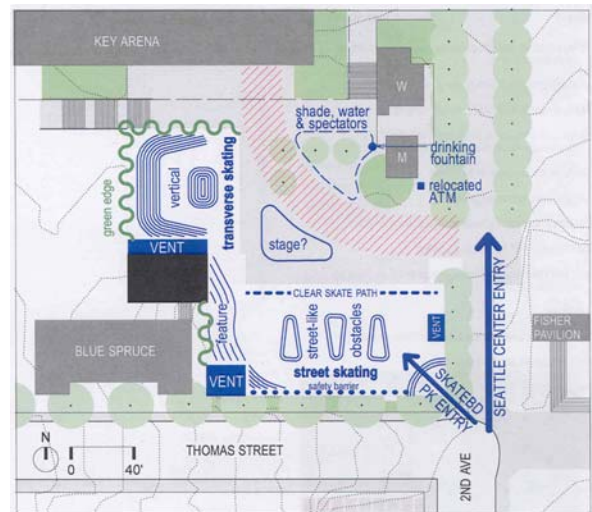 KEY ARENA
W
shade, water
& spectators
drinking
fountain
M
relocated
ATM
green edge
vertical
transverse skating
VENT
stage?
CLEAR SKATE PATH
feature
street-like
obstacles
VENT
street skating
safety barrier
VENT
BLUE SPRUCE
SKATEBD
PK ENTRY
SEATTLE CENTER ENTRY
FISHER
PAVILION
N
0 40'
THOMAS STREET
2ND AVE